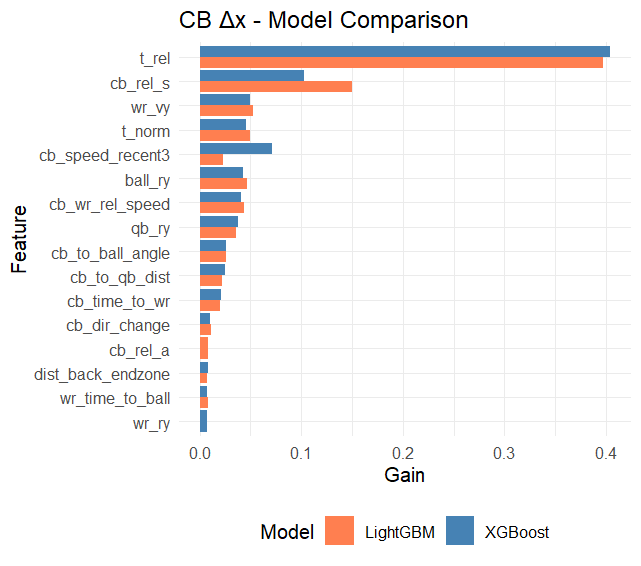 CB Δx - Model Comparison
t_rel
cb_rel_s
wr_vy
t_norm
cb_speed_recent3
ball_ry
cb_wr_rel_speed
qb_ry
cb_to_ball_angle
cb_to_qb_dist
cb_time_to_wr
cb_dir_change
cb_rel_a
dist_back_endzone
wr_time_to_ball
wr_ry
Feature
0.0 0.1 0.2 0.3 0.4
Gain
Model LightGBM XGBoost